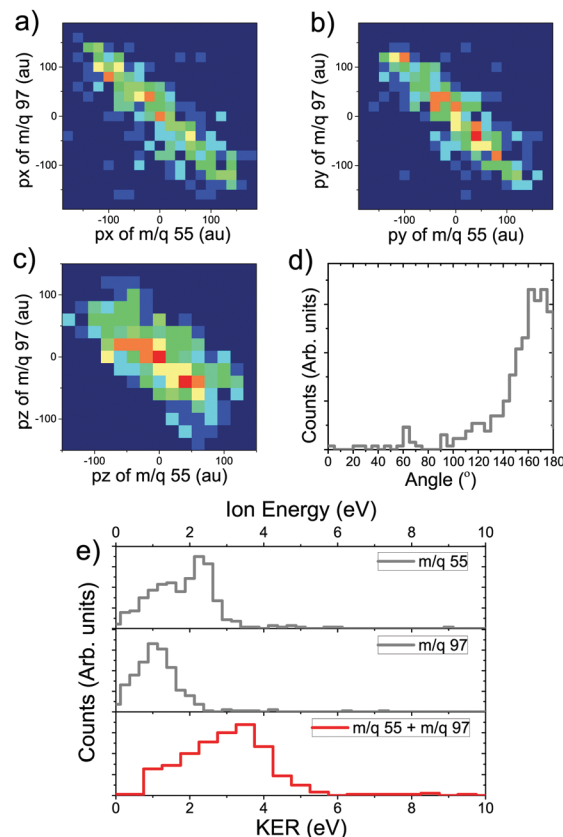 a)
px of m/q 97 (au)
100
0
-100
-100
0
100
px of m/q 55 (au)
b)
py of m/q 97 (au)
100
0
-100
-100
0
100
py of m/q 55 (au)
c)
pz of m/q 97 (au)
100
0
-100
-100
0
100
pz of m/q 55 (au)
d)
Counts (Arb. units)
0 20 40 60 80 100 120 140 160 180
Angle (º)
Ion Energy (eV)
0 2 4 6 8 10
e)
m/q 55
m/q 97
m/q 55 + m/q 97
Counts (Arb. units)
0 2 4 6 8 10
KER (eV)